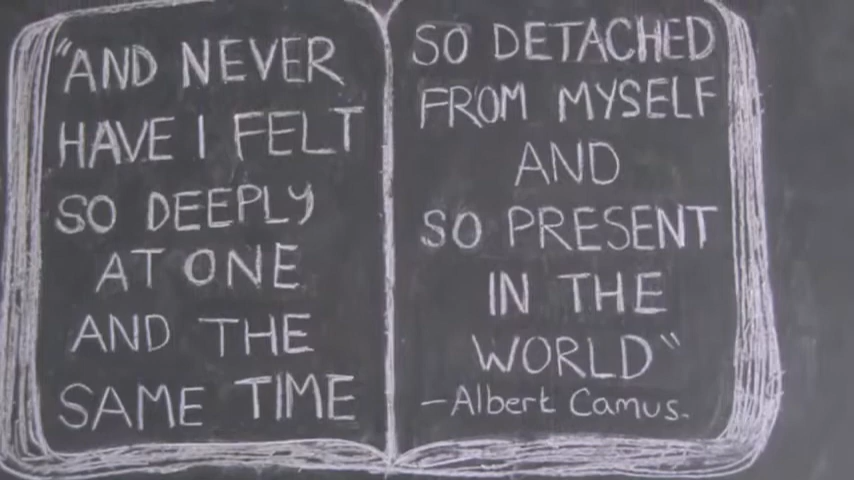 "AND NEVER
HAVE I FELT
SO DEEPLY
AT ONE
AND THE
SAME TIME
SO DETACHED
FROM MYSELF
AND
SO PRESENT
IN THE
WORLD"
-Albert Camus.